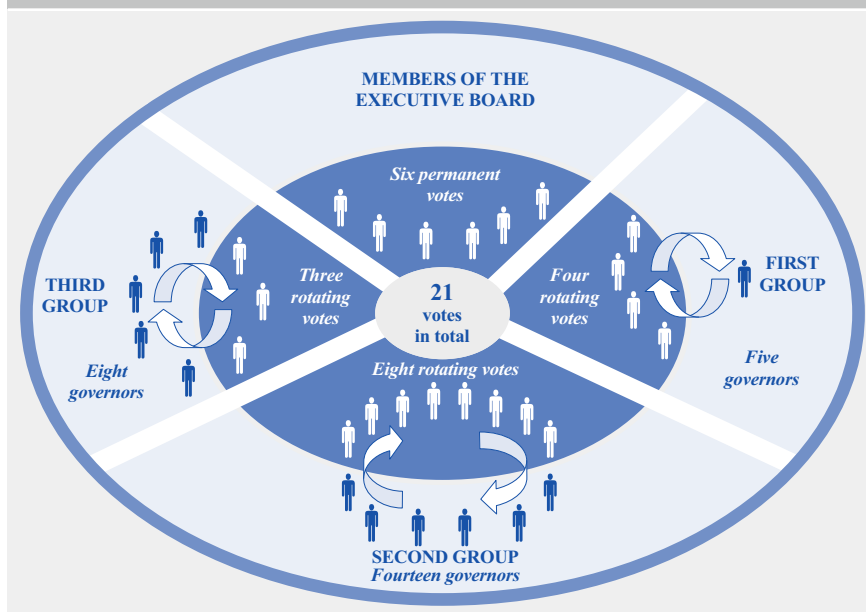 MEMBERS OF THE
EXECUTIVE BOARD
Six permanent
votes
THIRD
GROUP
Eight
governors
Three
rotating
votes
21
votes
in total
Four
rotating
votes
FIRST
GROUP
Five
governors
Eight rotating votes
SECOND GROUP
Fourteen governors